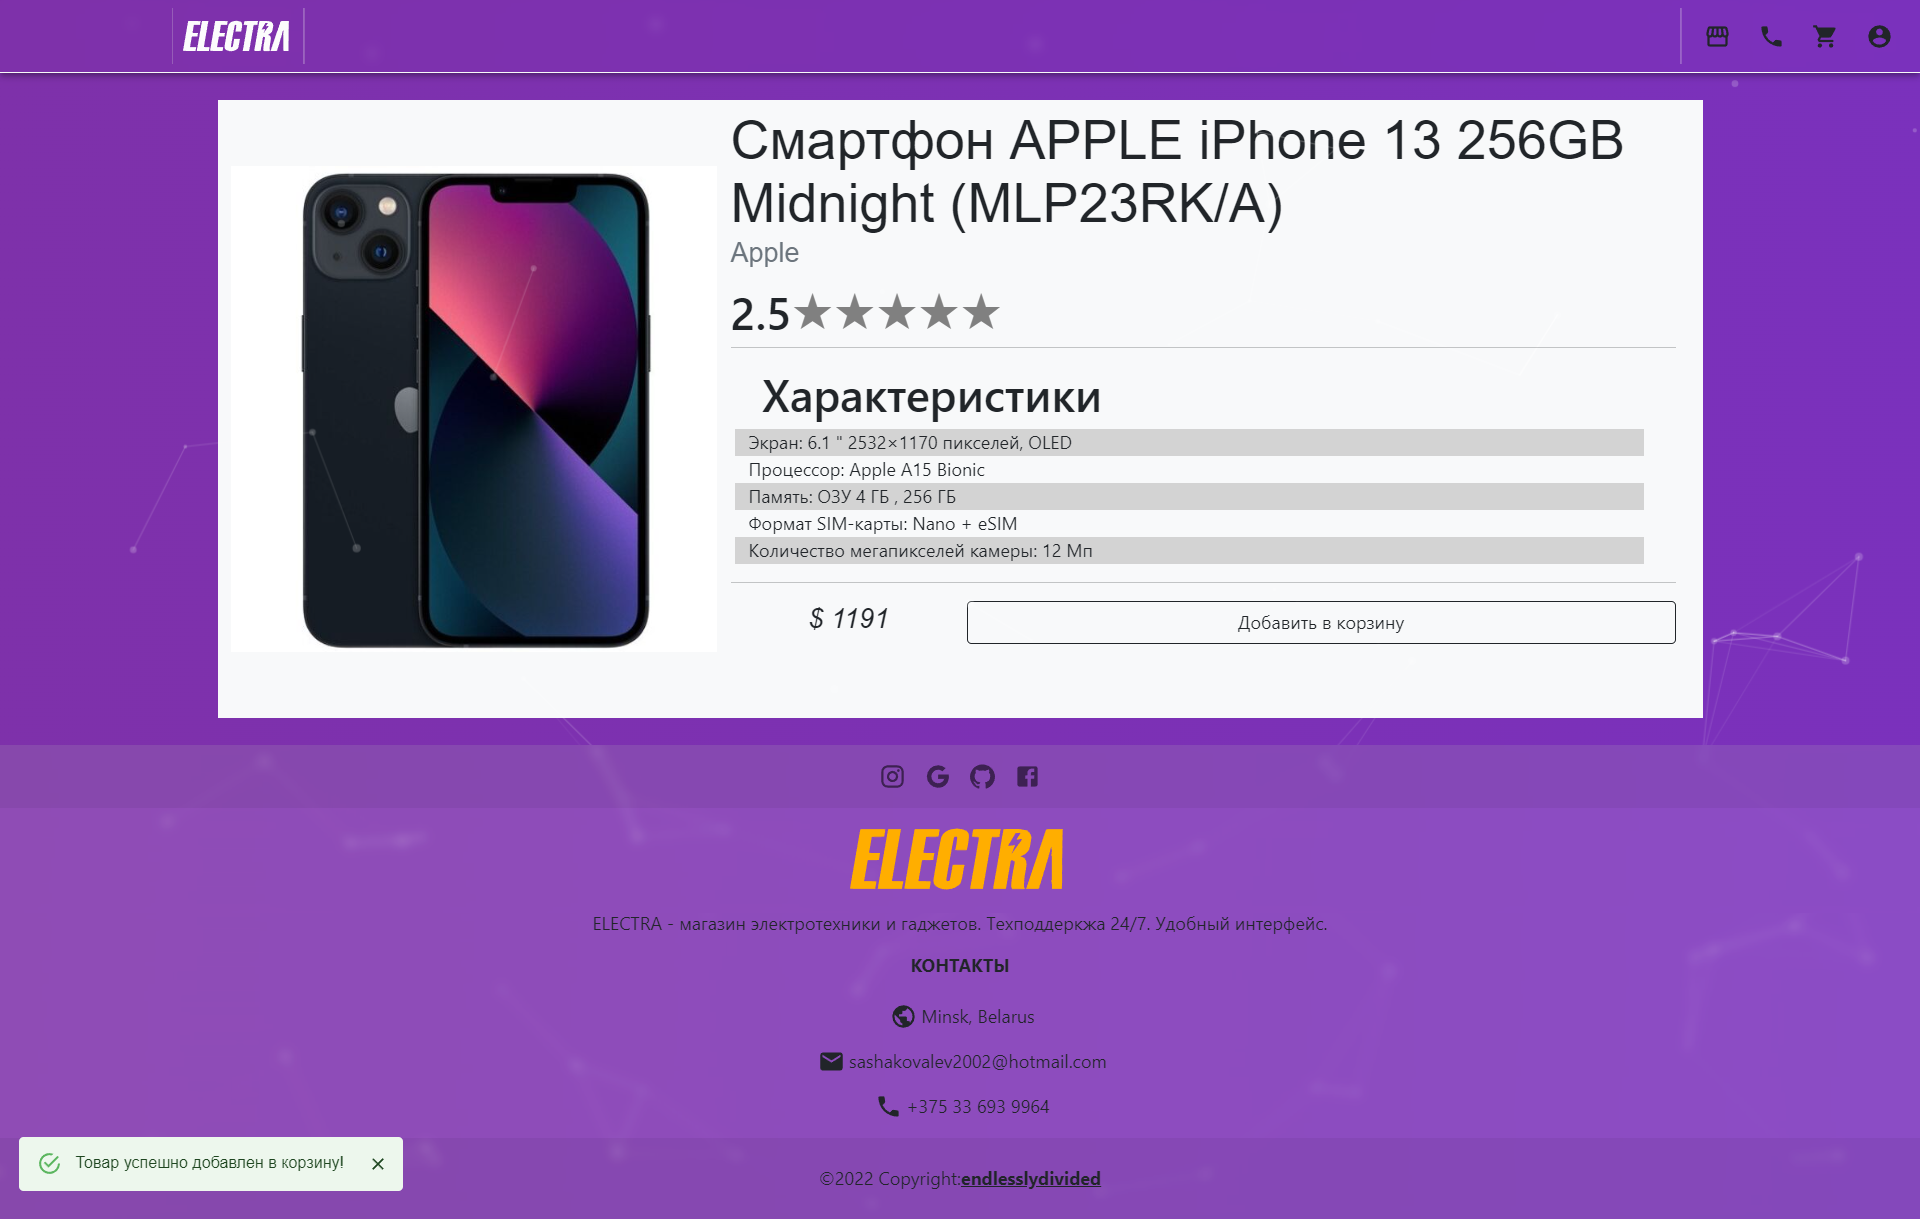 ELECTRA
Смартфон APPLE iPhone 13 256GB
Midnight (MLP23RK/A)
Apple
2.5★★★★★
Характеристики
Экран: 6.1 " 2532×1170 пикселей, OLED
Процессор: Apple A15 Bionic
Память: ОЗУ 4 ГБ , 256 ГБ
Формат SIM-карты: Nano + eSIM
Количество мегапикселей камеры: 12 Мп
$ 1191
Добавить в корзину
ELECTRA
ELECTRA - магазин электротехники и гаджетов. Техподдеркжа 24/7. Удобный интерфейс.
КОНТАКТЫ
Minsk, Belarus
sashakovalev2002@hotmail.com
+375 33 693 9964
Товар успешно добавлен в корзину!
©2022 Copyright:endlesslydivided